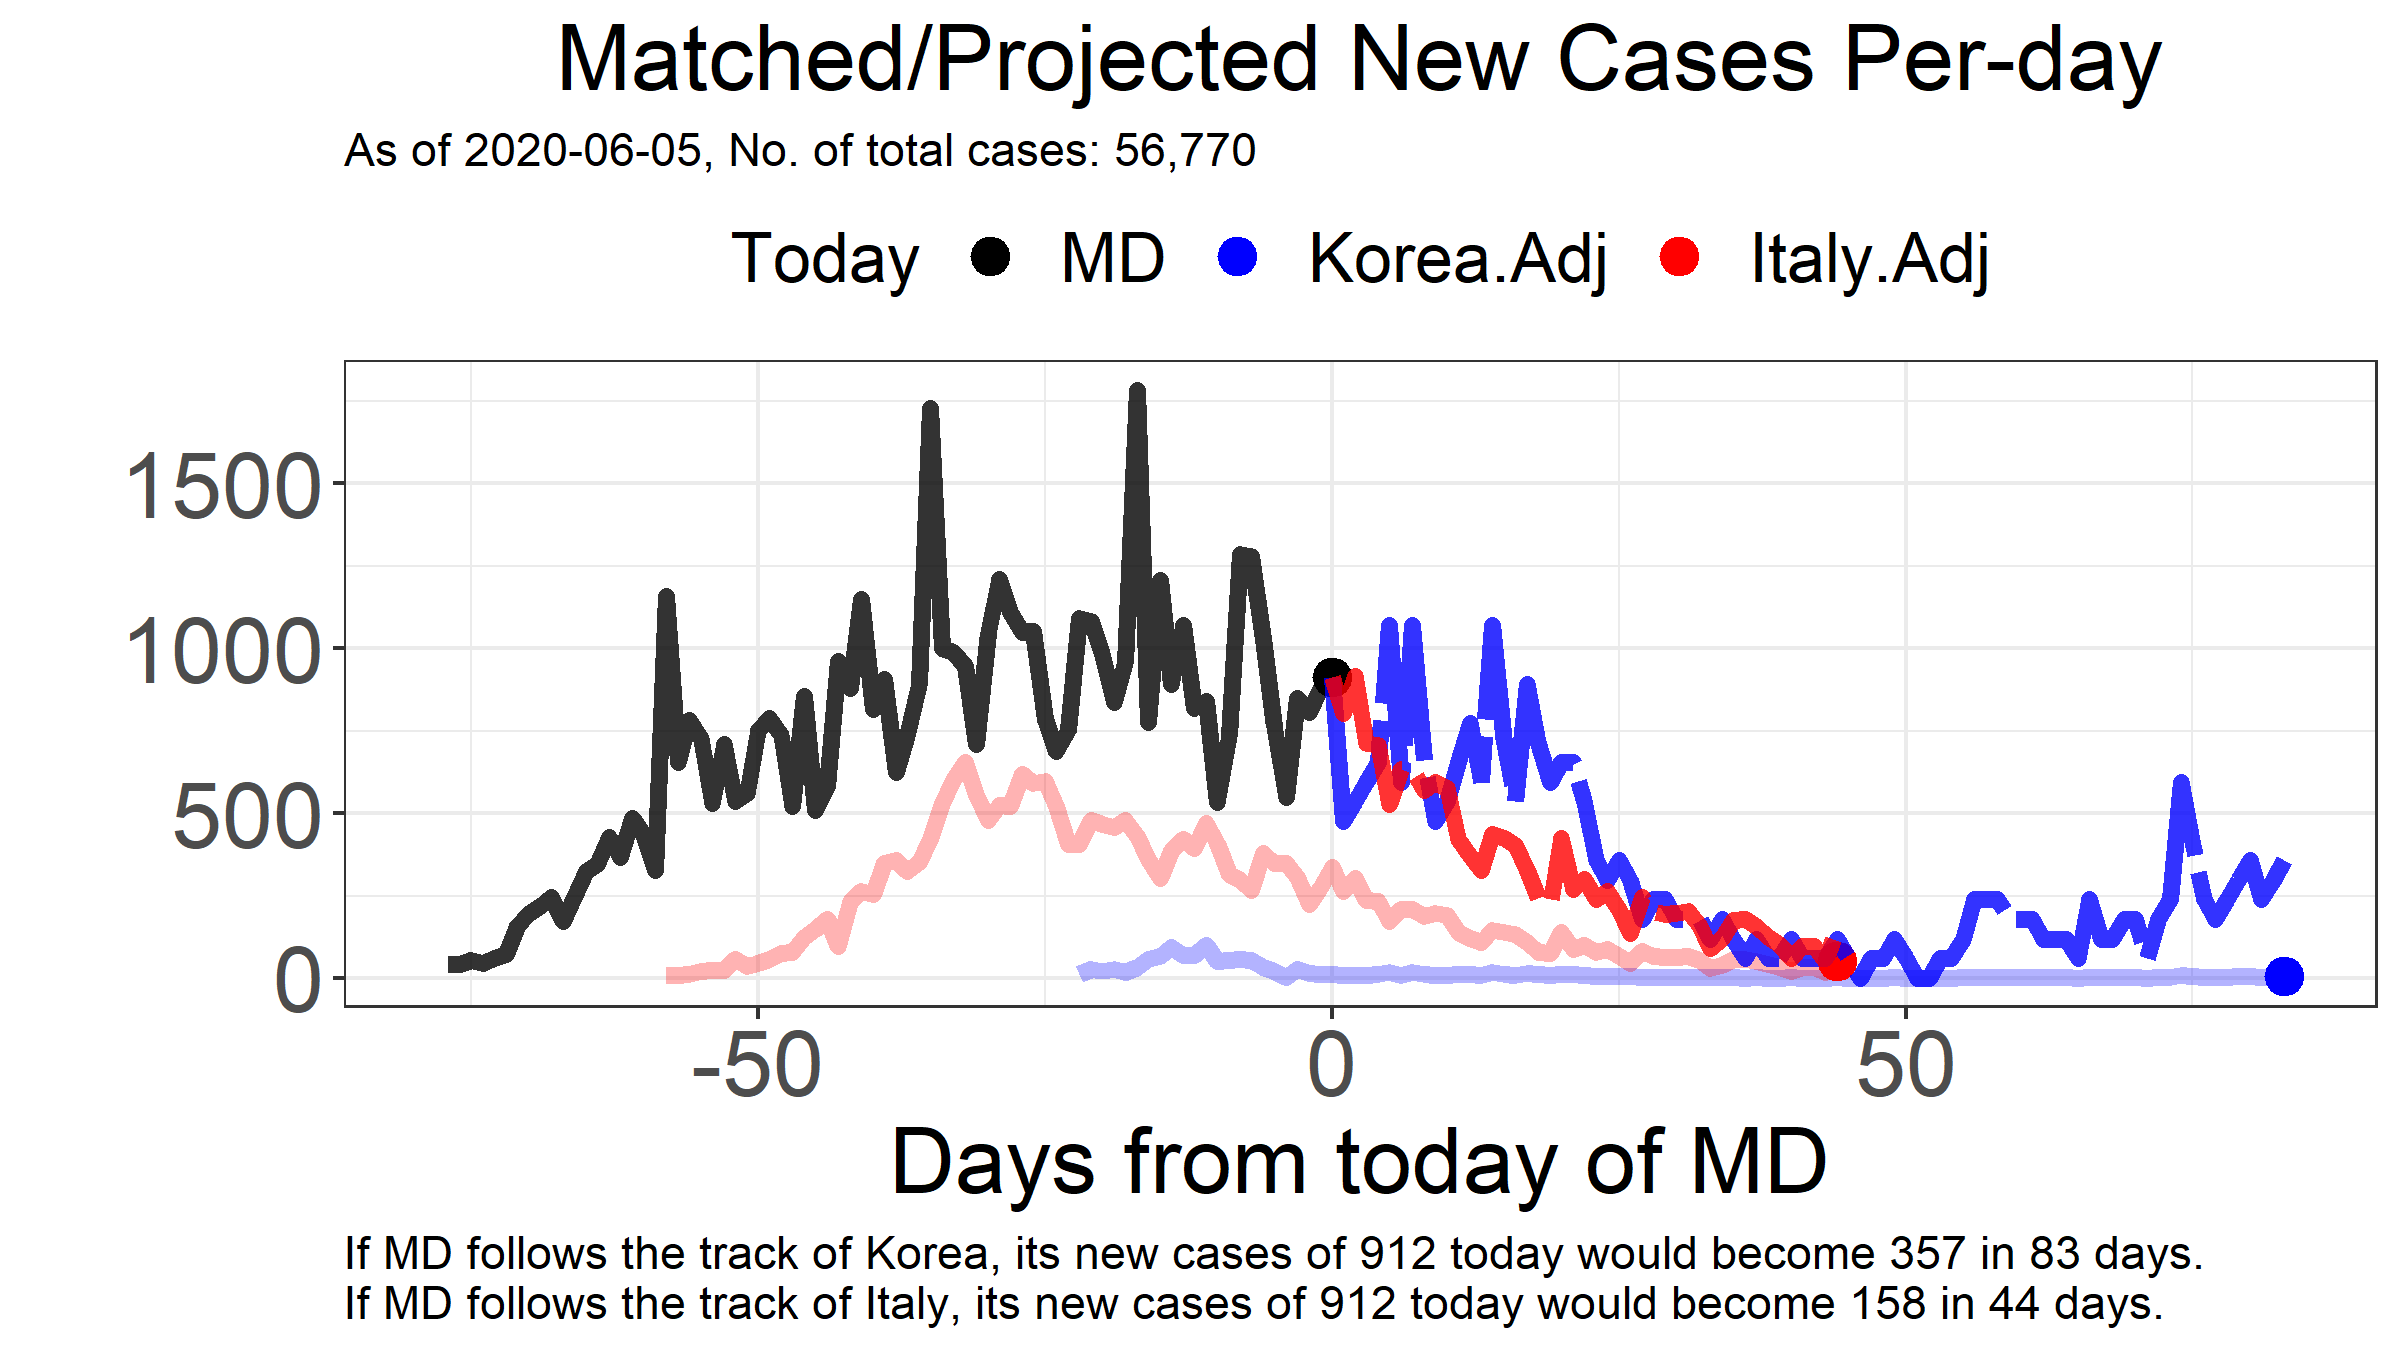 Matched/Projected New Cases Per-day
As of 2020-06-05, No. of total cases: 56,770
Today MD Korea.Adj Italy.Adj
1500
1000
500
0
-50 0 50
Days from today of MD
If MD follows the track of Korea, its new cases of 912 today would become 357 in 83 days.
If MD follows the track of Italy, its new cases of 912 today would become 158 in 44 days.